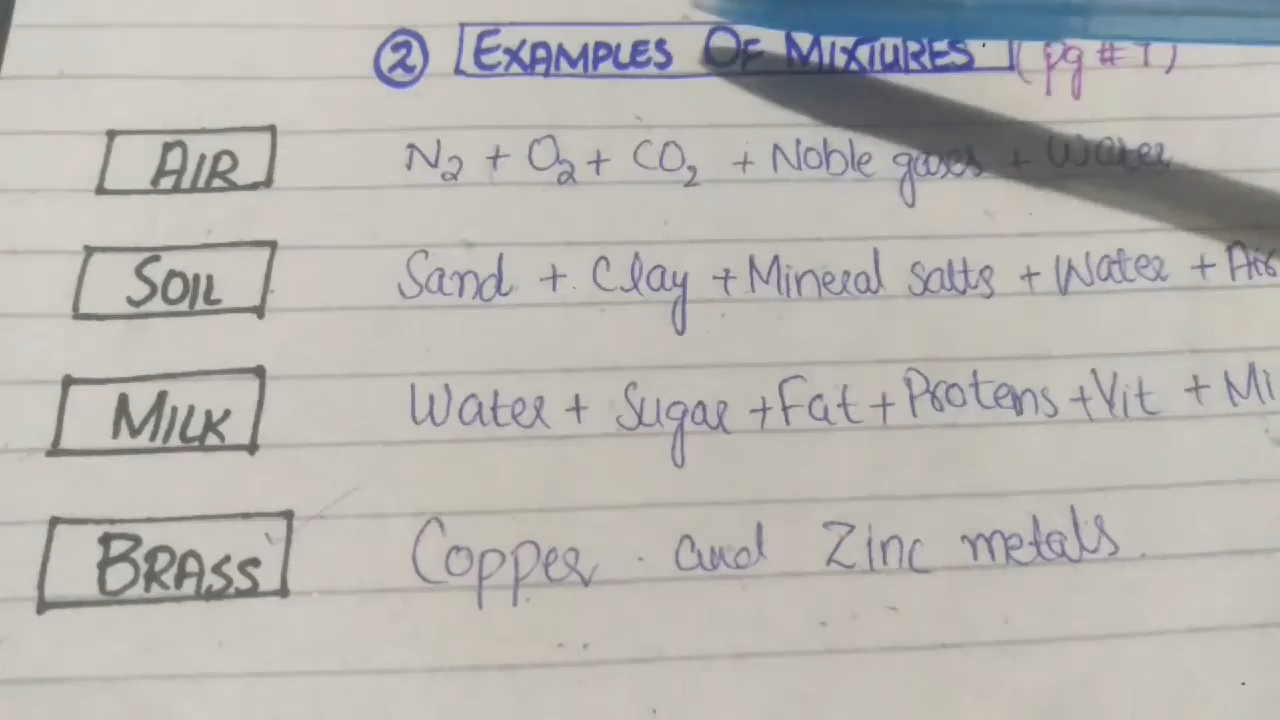 ② EXAMPLES OF MIXTURES (pg #
AIR N₂ + O₂ + CO₂ + Noble gases + Water
SOIL Sand + Clay + Mineral salts + Water + Air
MILK Water + Sugar + Fat + Protens + Vit + Mi
BRASS Copper and Zinc metals